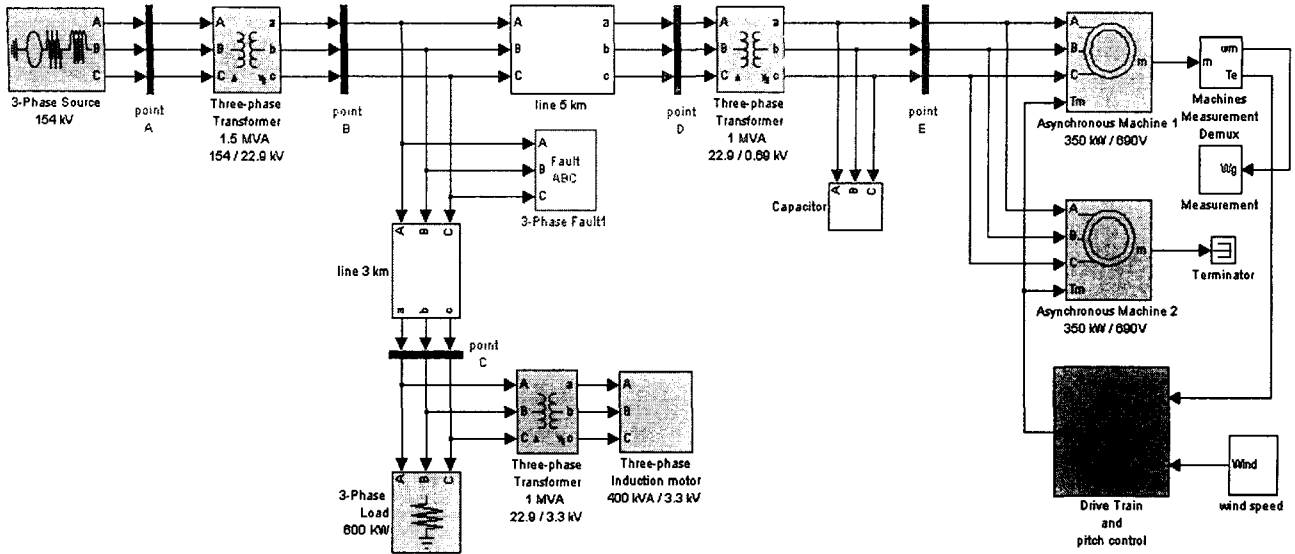 A
B
C
3-Phase Source
154 kV
point
A
A
B
C
a
b
c
Three-phase
Transformer
1.5 MVA
154 / 22.9 kV
point
B
A
B
C
a
b
c
line 5 km
point
D
A
B
C
a
b
c
Three-phase
Transformer
1 MVA
22.9 / 0.69 kV
point
E
A
B
C
Tm
m
Asynchronous Machine 1
350 kW / 690V
m
wm
Te
Machines
Measurement
Demux
Wg
Measurement
A
B
C
Fault
ABC
3-Phase Fault1
A
B
C
Capacitor
A
B
C
Tm
m
Asynchronous Machine 2
350 kW / 690V
Terminator
A
B
C
line 3 km
a
b
c
point
C
A
B
C
a
b
c
Three-phase
Transformer
1 MVA
22.9 / 3.3 kV
A
B
C
Three-phase
Induction motor
400 kVA / 3.3 kV
A
B
C
3-Phase
Load
600 KW
Drive Train
and
pitch control
Wind
wind speed